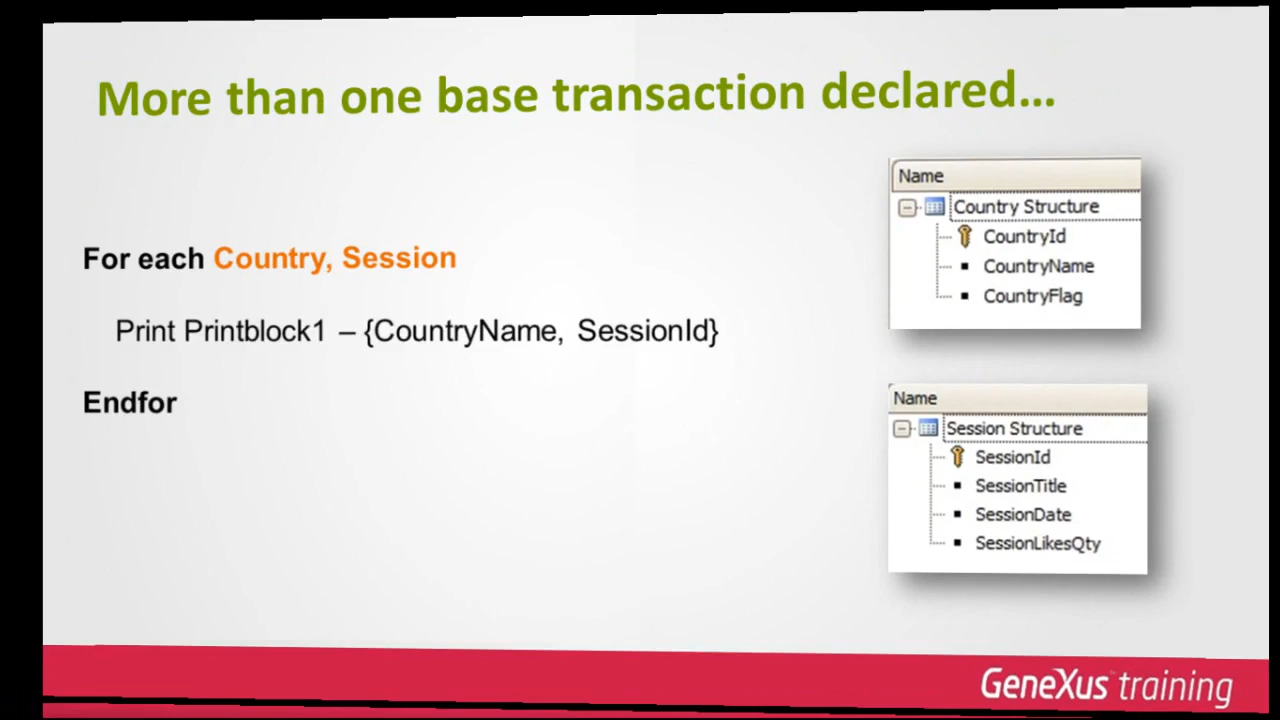 More than one base transaction declared...
For each Country, Session
Print Printblock1 – {CountryName, SessionId}
Endfor
Name
Country Structure
CountryId
CountryName
CountryFlag
Name
Session Structure
SessionId
SessionTitle
SessionDate
SessionLikesQty
GeneXus™ training